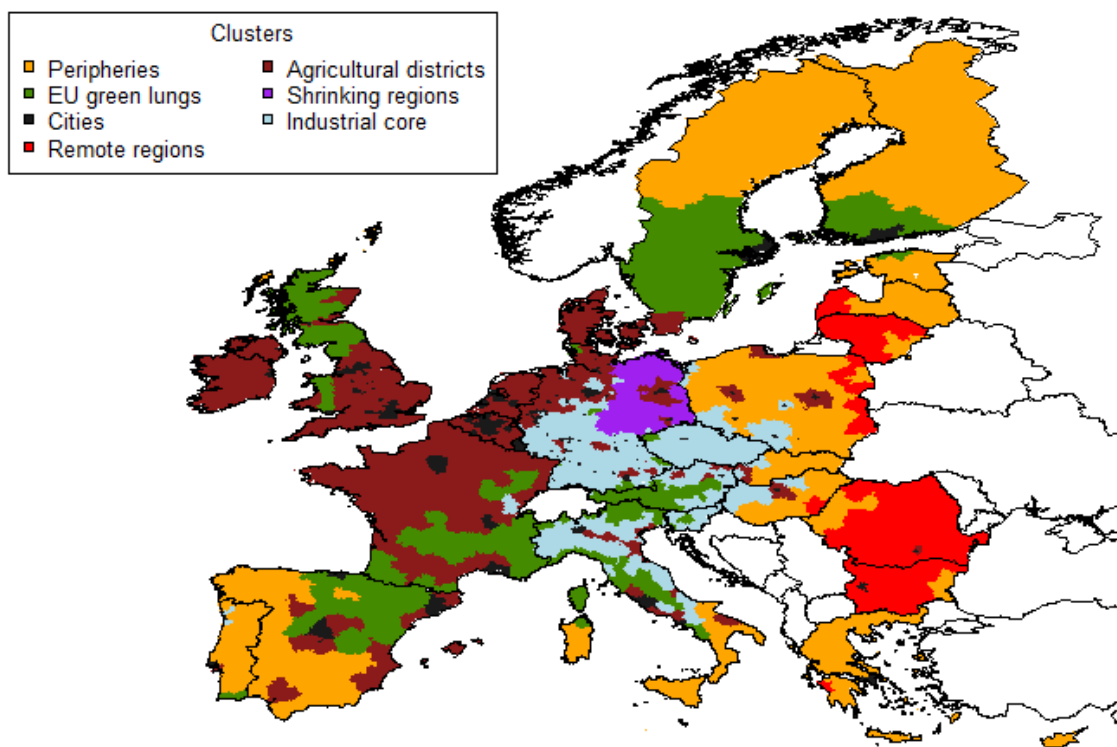 Clusters
Peripheries
Agricultural districts
EU green lungs
Shrinking regions
Cities
Industrial core
Remote regions